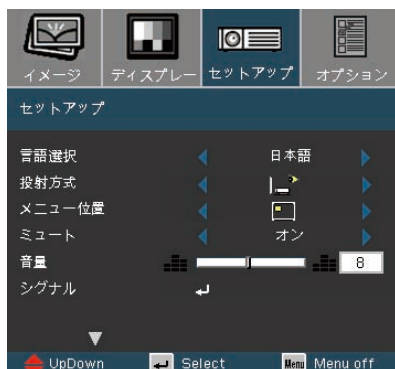 イメージ ディスプレー セットアップ オプション
セットアップ
言語選択 日本語
投射方式
メニュー位置
ミュート オン
音量 8
シグナル
UpDown Select Menu Menu off